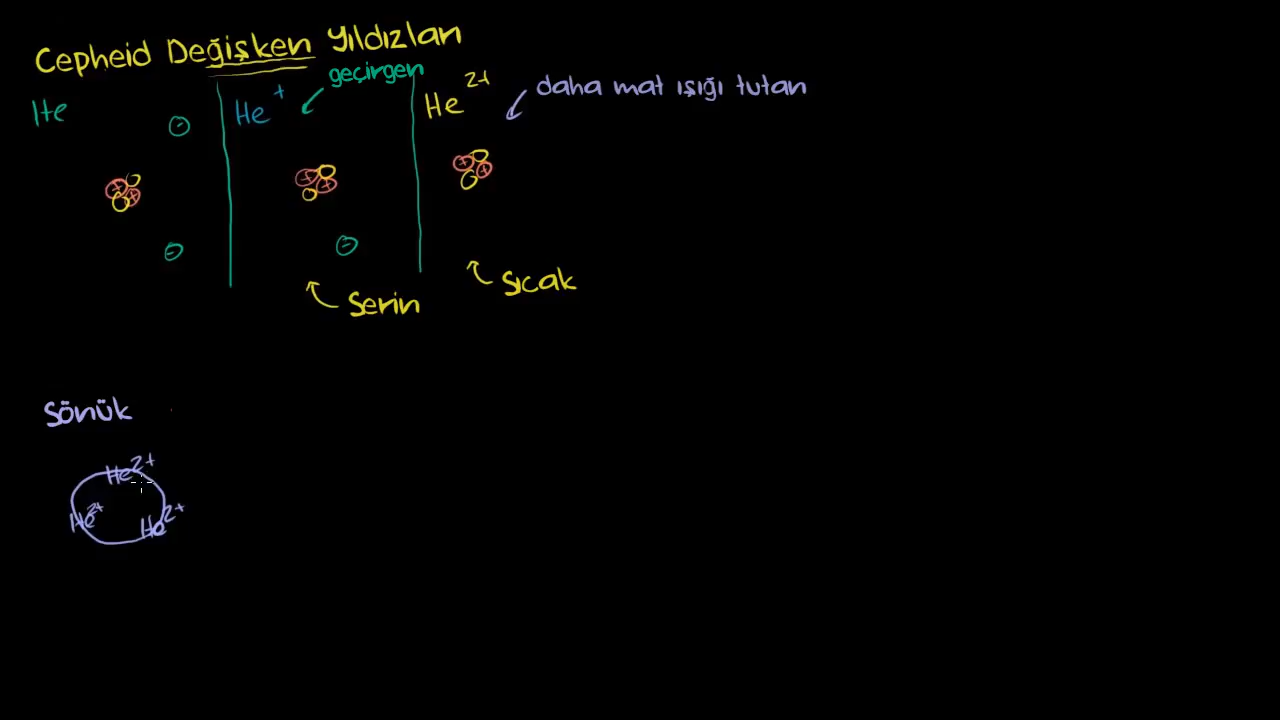 Cepheid Değişken Yıldızları
geçirgen
He
He+
He2+
daha mat ışığı tutan
Serin
Sıcak
Sönük
He2+
He2+
He2+